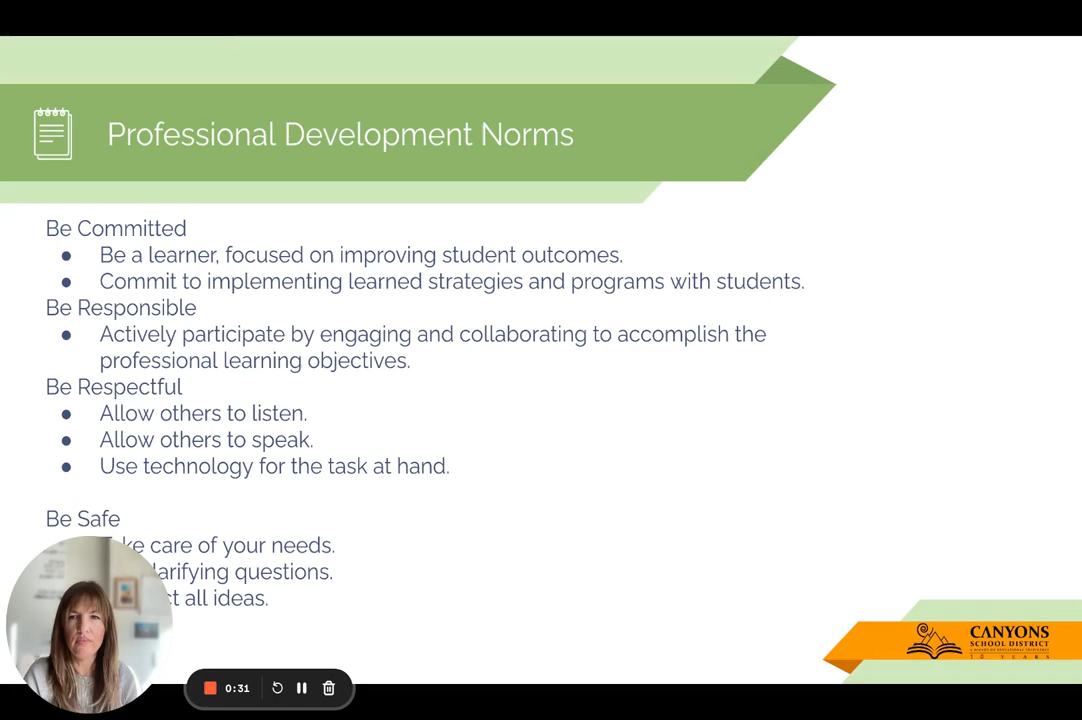 Professional Development Norms
Be Committed
● Be a learner, focused on improving student outcomes.
● Commit to implementing learned strategies and programs with students.
Be Responsible
● Actively participate by engaging and collaborating to accomplish the
professional learning objectives.
Be Respectful
● Allow others to listen.
● Allow others to speak.
● Use technology for the task at hand.
Be Safe
care of your needs.
clarifying questions.
all ideas.
CANYONS
SCHOOL DISTRICT
10 YEARS
0:31